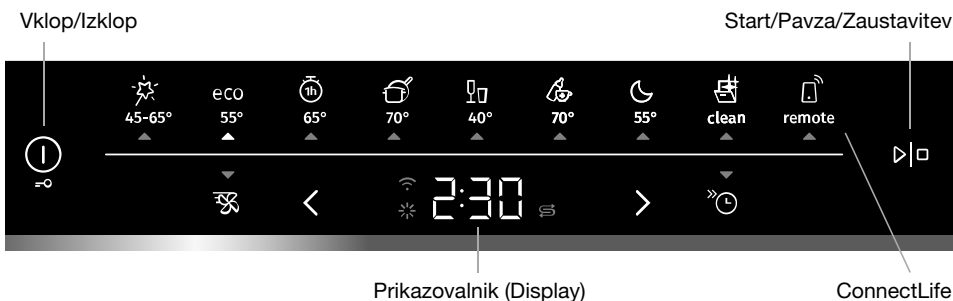 Vklop/Izklop
Start/Pavza/Zaustavitev
eco
1h
45-65°
55°
65°
70°
40°
70°
55°
clean
remote
2:30
Prikazovalnik (Display)
ConnectLife